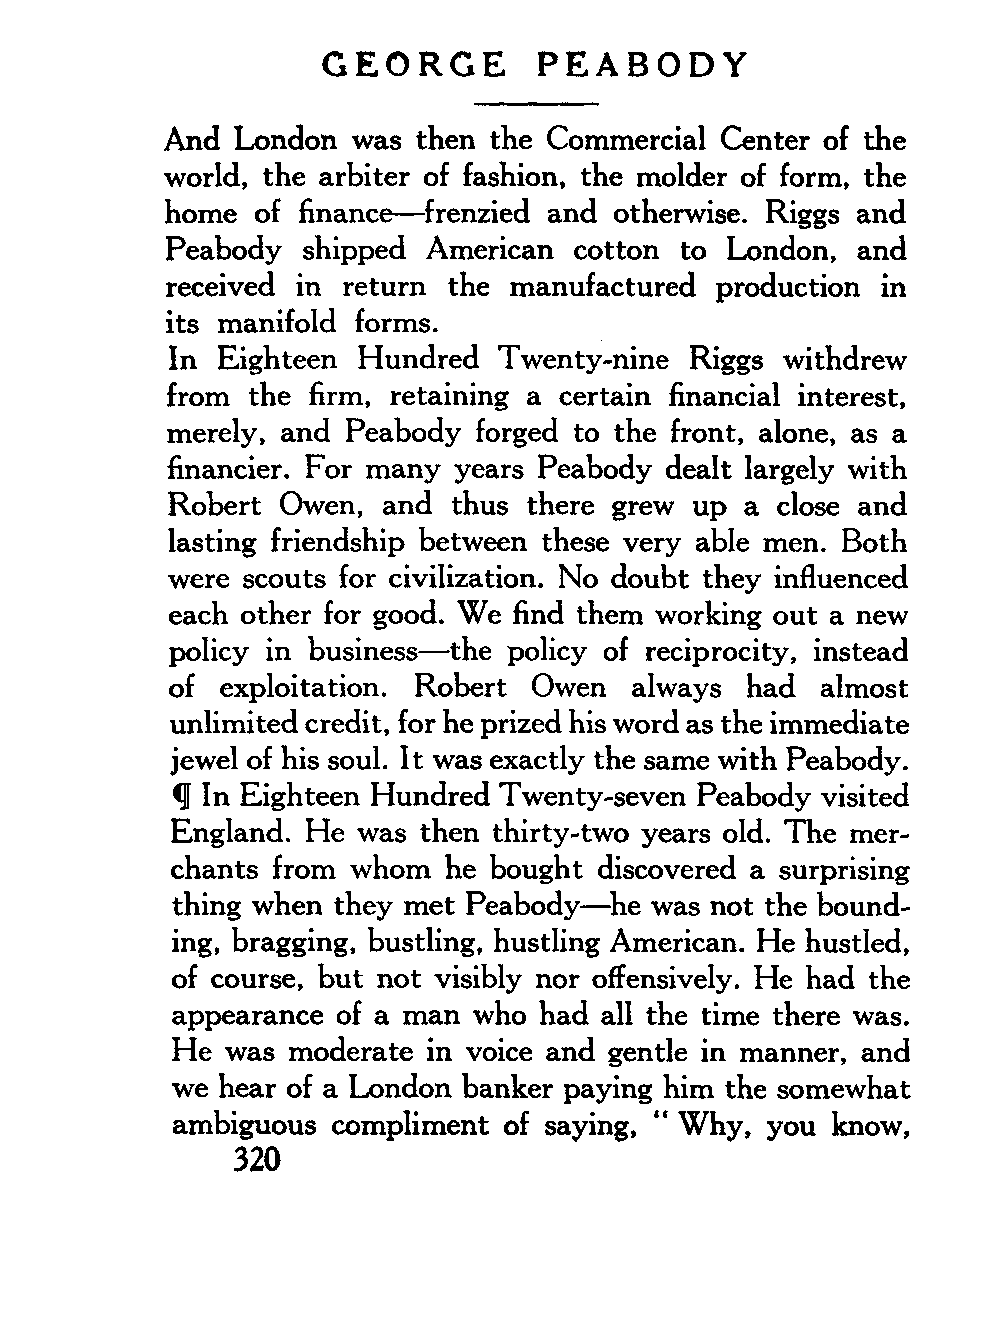 GEORGE PEABODY
And London was then the Commercial Center of the
world, the arbiter of fashion, the molder of form, the
home of finance—frenzied and otherwise. Riggs and
Peabody shipped American cotton to London, and
received in return the manufactured production in
its manifold forms.
In Eighteen Hundred Twenty-nine Riggs withdrew
from the firm, retaining a certain financial interest,
merely, and Peabody forged to the front, alone, as a
financier. For many years Peabody dealt largely with
Robert Owen, and thus there grew up a close and
lasting friendship between these very able men. Both
were scouts for civilization. No doubt they influenced
each other for good. We find them working out a new
policy in business—the policy of reciprocity, instead
of exploitation. Robert Owen always had almost
unlimited credit, for he prized his word as the immediate
jewel of his soul. It was exactly the same with Peabody.
¶ In Eighteen Hundred Twenty-seven Peabody visited
England. He was then thirty-two years old. The mer-
chants from whom he bought discovered a surprising
thing when they met Peabody—he was not the bound-
ing, bragging, bustling, hustling American. He hustled,
of course, but not visibly nor offensively. He had the
appearance of a man who had all the time there was.
He was moderate in voice and gentle in manner, and
we hear of a London banker paying him the somewhat
ambiguous compliment of saying, “ Why, you know,
320